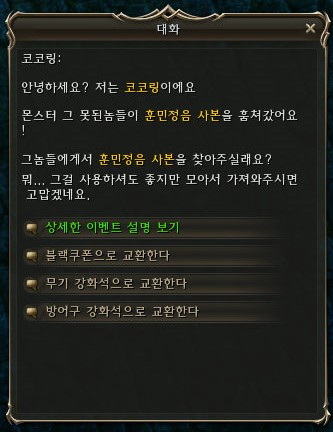 대화
코코링:
안녕하세요? 저는 코코링이에요
몬스터 그 못된놈들이 훈민정음 사본을 훔쳐갔어요
!
그놈들에게서 훈민정음 사본을 찾아주실래요?
뭐... 그걸 사용하셔도 좋지만 모아서 가져와주시면
고맙겠네요.
상세한 이벤트 설명 보기
블랙쿠폰으로 교환한다
무기 강화석으로 교환한다
방어구 강화석으로 교환한다